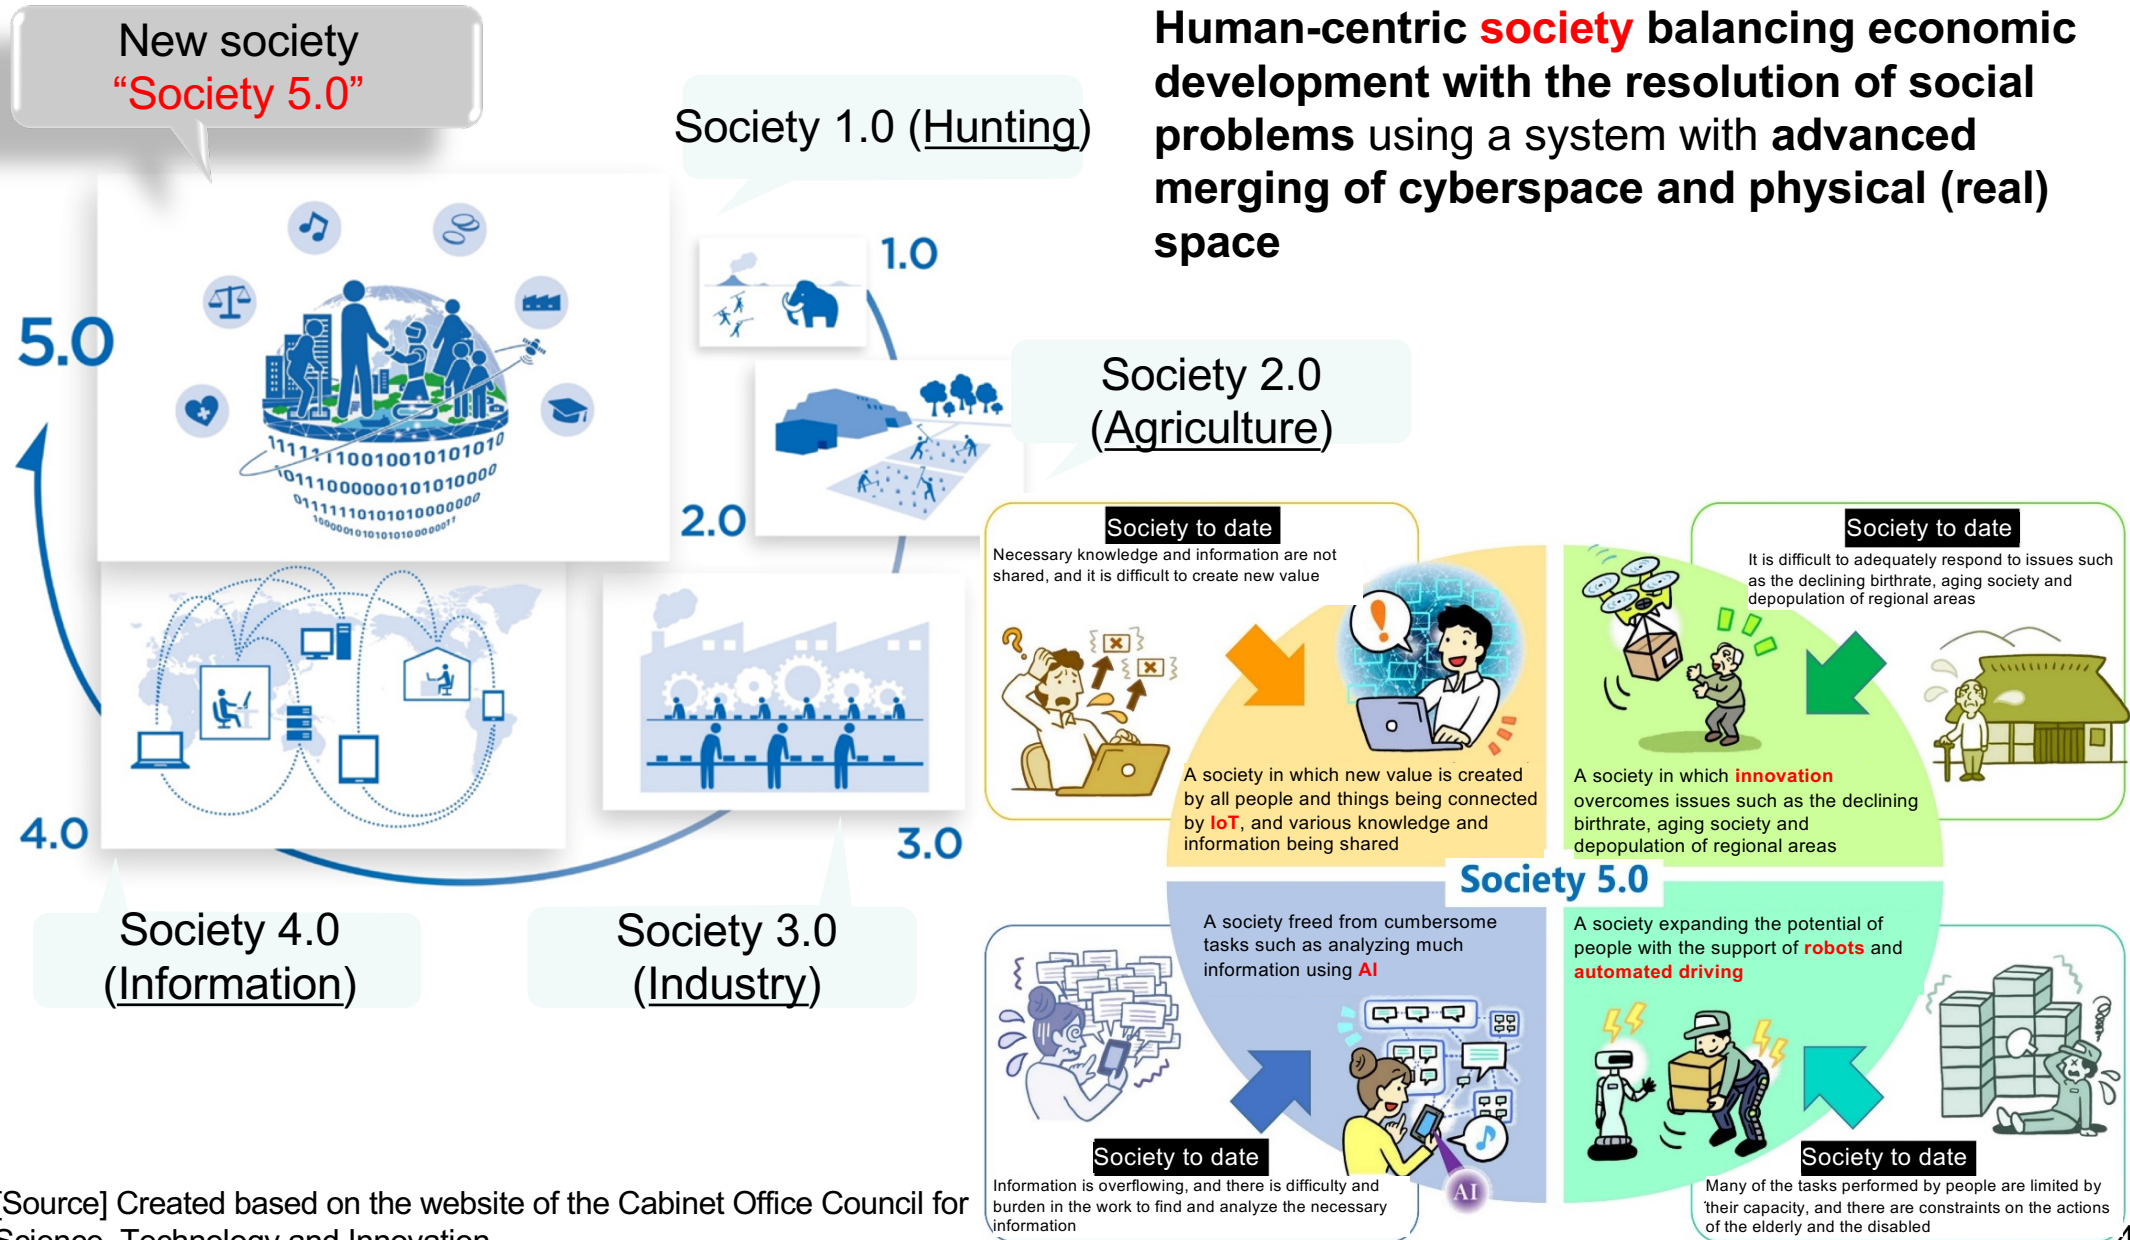 New society
“Society 5.0”
Society 1.0 (Hunting)
Human-centric society balancing economic
development with the resolution of social
problems using a system with advanced
merging of cyberspace and physical (real)
space
1.0
5.0
Society 2.0
(Agriculture)
1111111001001010101010
2.0
4.0
3.0
Society 4.0
(Information)
Society 3.0
(Industry)
Society to date
Necessary knowledge and information are not
shared, and it is difficult to create new value
?
!
A society in which new value is created
by all people and things being connected
by IoT, and various knowledge and
information being shared
Society to date
It is difficult to adequately respond to issues such
as the declining birthrate, aging society and
depopulation of regional areas
A society in which innovation
overcomes issues such as the declining
birthrate, aging society and
depopulation of regional areas
Society 5.0
A society freed from cumbersome
tasks such as analyzing much
information using AI
AI
Society to date
Information is overflowing, and there is difficulty and
burden in the work to find and analyze the necessary
information
A society expanding the potential of
people with the support of robots and
automated driving
Society to date
Many of the tasks performed by people are limited by
their capacity, and there are constraints on the actions
of the elderly and the disabled
[Source] Created based on the website of the Cabinet Office Council for
Science, Technology and Innovation
4